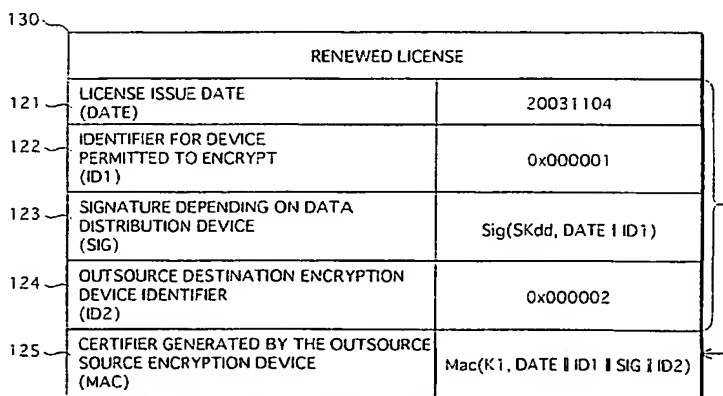 130
RENEWED LICENSE
121
LICENSE ISSUE DATE
(DATE)
20031104
122
IDENTIFIER FOR DEVICE
PERMITTED TO ENCRYPT
(ID1)
0x000001
123
SIGNATURE DEPENDING ON DATA
DISTRIBUTION DEVICE
(SIG)
Sig(SKdd, DATE || ID1)
124
OUTSOURCE DESTINATION ENCRYPTION
DEVICE IDENTIFIER
(ID2)
0x000002
125
CERTIFIER GENERATED BY THE OUTSOURCE
SOURCE ENCRYPTION DEVICE
(MAC)
Mac(K1, DATE || ID1 || SIG || ID2)